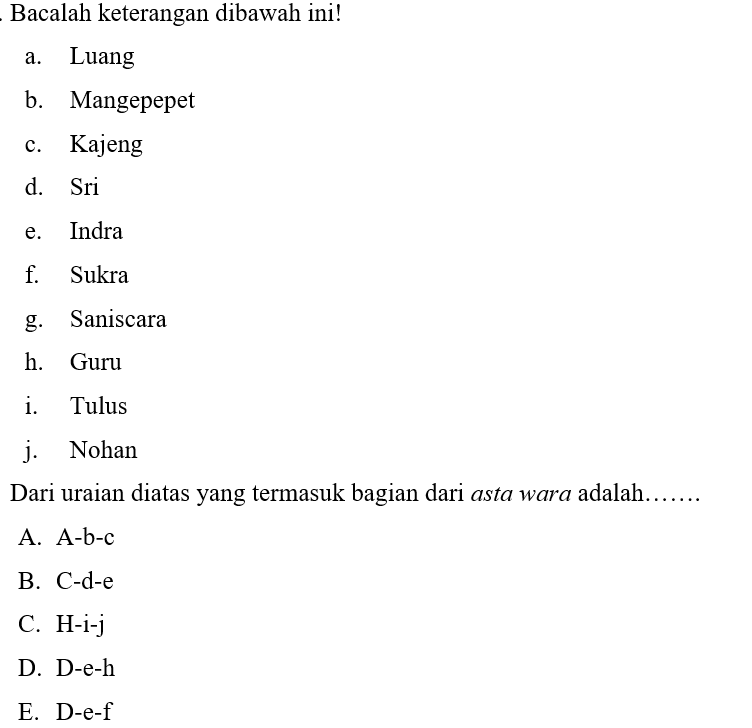 . Bacalah keterangan dibawah ini!
a. Luang
b. Mangepepet
c. Kajeng
d. Sri
e. Indra
f. Sukra
g. Saniscara
h. Guru
i. Tulus
j. Nohan
Dari uraian diatas yang termasuk bagian dari asta wara adalah…….
A. A-b-c
B. C-d-e
C. H-i-j
D. D-e-h
E. D-e-f